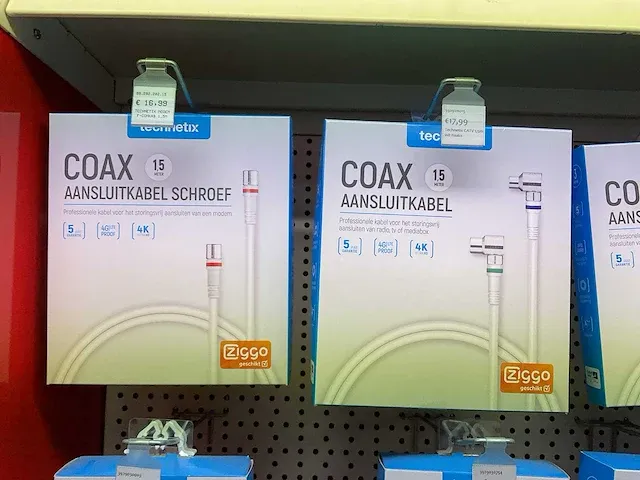 € 16,99
technetix
COAX 15
METER
AANSLUITKABEL SCHROEF
Professionele kabel voor het storingsvrij aansluiten van een modem
5
4G
PROOF
4K
Ziggo
geschikt
€17,99
tec
COAX 15
METER
AANSLUITKABEL
Professionele kabel voor het storingsvrij
aansluiten van radio, tv of mediabox
5
4G
PROOF
4K
Ziggo
geschikt
CO
AANS
5